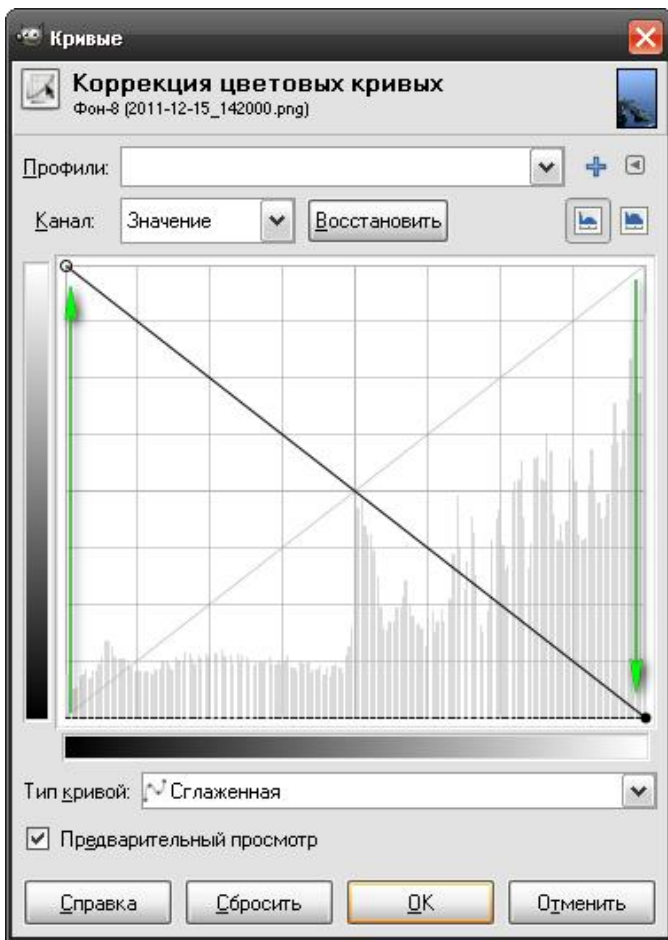 Кривые
Коррекция цветовых кривых
Фон-8 (2011-12-15_142000.png)
Профили:
Канал: Значение Восстановить
Тип кривой: Сглаженная
Предварительный просмотр
Справка Сбросить OK Отменить